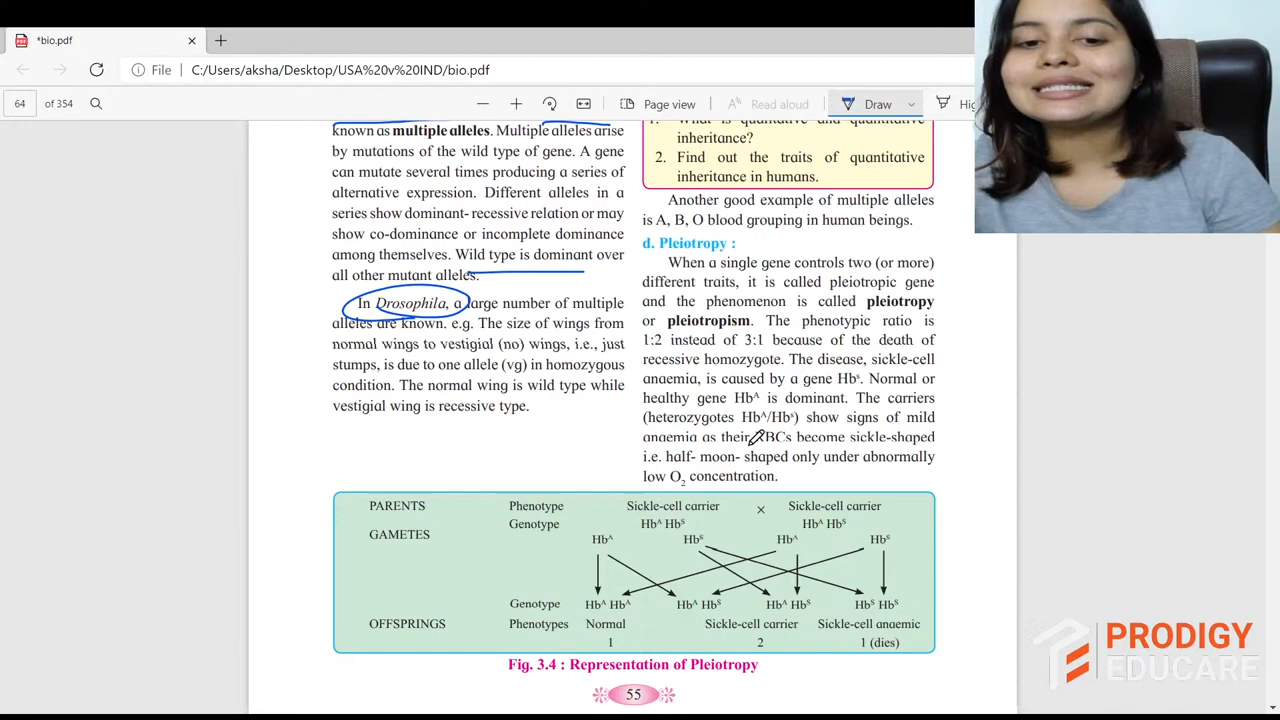 *bio.pdf
File
C:/Users/aksha/Desktop/USA%20v%20IND/bio.pdf
64
of 354
Page view
Read aloud
Draw
known as multiple alleles. Multiple alleles arise
by mutations of the wild type of gene. A gene
can mutate several times producing a series of
alternative expression. Different alleles in a
series show dominant- recessive relation or may
show co-dominance or incomplete dominance
among themselves. Wild type is dominant over
all other mutant alleles.
In Drosophila, a large number of multiple
alleles are known. e.g. The size of wings from
normal wings to vestigial (no) wings, i.e., just
stumps, is due to one allele (vg) in homozygous
condition. The normal wing is wild type while
vestigial wing is recessive type.
1. What is qualitative and quantitative
inheritance?
2. Find out the traits of quantitative
inheritance in humans.
Another good example of multiple alleles
is A, B, O blood grouping in human beings.
d. Pleiotropy :
When a single gene controls two (or more)
different traits, it is called pleiotropic gene
and the phenomenon is called pleiotropy
or pleiotropism. The phenotypic ratio is
1:2 instead of 3:1 because of the death of
recessive homozygote. The disease, sickle-cell
anaemia, is caused by a gene Hbˢ. Normal or
healthy gene Hbᴬ is dominant. The carriers
(heterozygotes Hbᴬ/Hbˢ) show signs of mild
anaemia as their RBCs become sickle-shaped
i.e. half- moon- shaped only under abnormally
low O₂ concentration.
PARENTS Phenotype Sickle-cell carrier × Sickle-cell carrier
Genotype Hbᴬ Hbˢ Hbᴬ Hbˢ
GAMETES Hbᴬ Hbˢ Hbᴬ Hbˢ
Genotype Hbᴬ Hbᴬ Hbᴬ Hbˢ Hbᴬ Hbˢ Hbˢ Hbˢ
OFFSPRINGS Phenotypes Normal Sickle-cell carrier Sickle-cell anaemic
1 2 1 (dies)
Fig. 3.4 : Representation of Pleiotropy
55
PRODIGY
EDUCARE